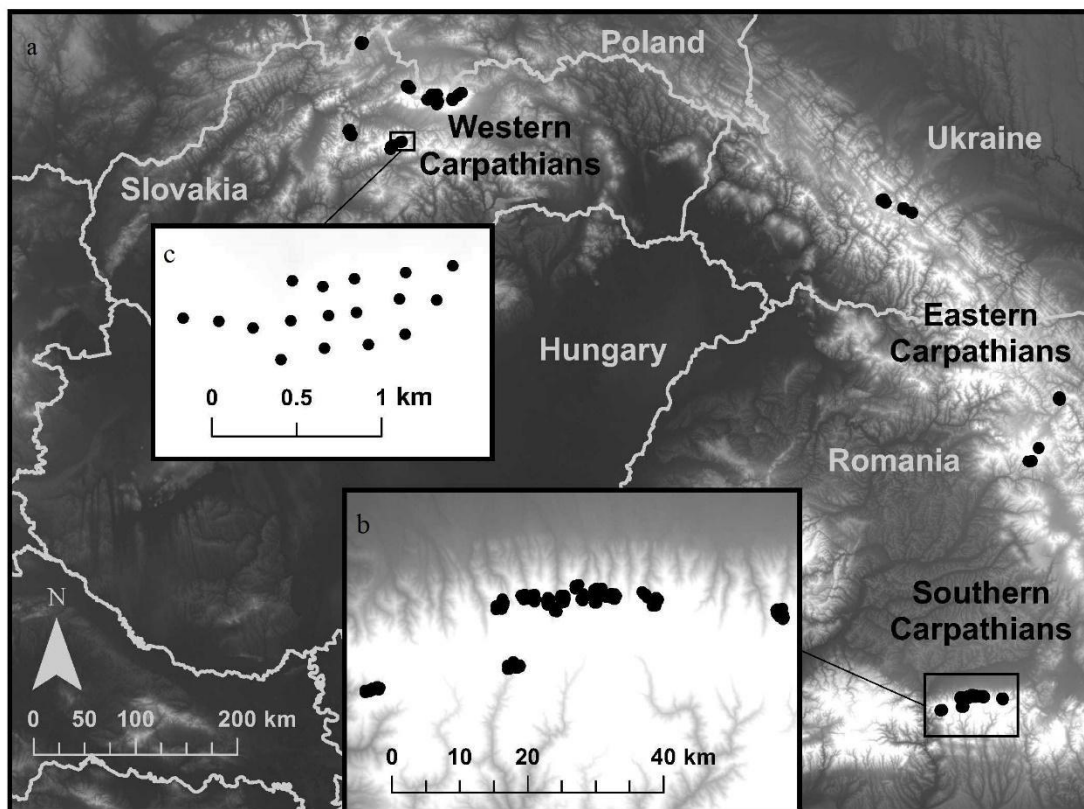 a
Poland
Ukraine
Western
Carpathians
Slovakia
c
0 0.5 1 km
Hungary
Eastern
Carpathians
Romania
b
0 20 40 km
Southern
Carpathians
N
0 50 100 200 km